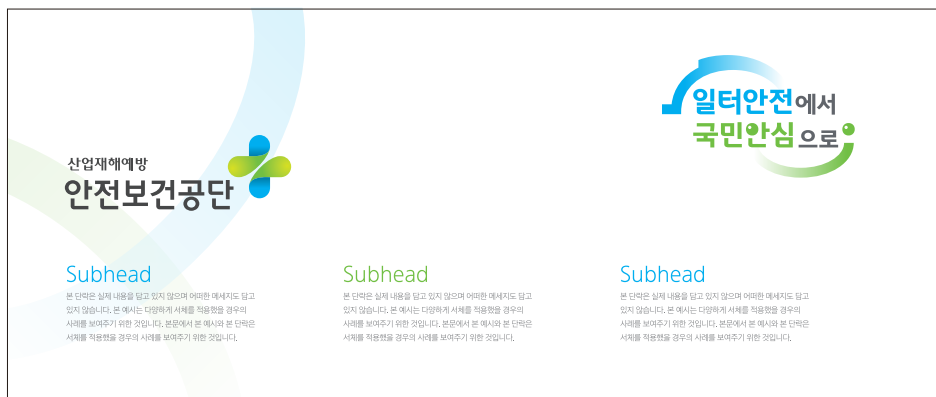 일터안전에서
국민안심으로
산업재해예방
안전보건공단
Subhead
본 단락은 실제 내용을 담고 있지 않으며 어떠한 메세지도 담고
있지 않습니다. 본 예시는 다양하게 서체를 적용했을 경우의
사례를 보여주기 위한 것입니다. 본문에서 본 예시와 본 단락은
서체를 적용했을 경우의 사례를 보여주기 위한 것입니다.
Subhead
본 단락은 실제 내용을 담고 있지 않으며 어떠한 메세지도 담고
있지 않습니다. 본 예시는 다양하게 서체를 적용했을 경우의
사례를 보여주기 위한 것입니다. 본문에서 본 예시와 본 단락은
서체를 적용했을 경우의 사례를 보여주기 위한 것입니다.
Subhead
본 단락은 실제 내용을 담고 있지 않으며 어떠한 메세지도 담고
있지 않습니다. 본 예시는 다양하게 서체를 적용했을 경우의
사례를 보여주기 위한 것입니다. 본문에서 본 예시와 본 단락은
서체를 적용했을 경우의 사례를 보여주기 위한 것입니다.